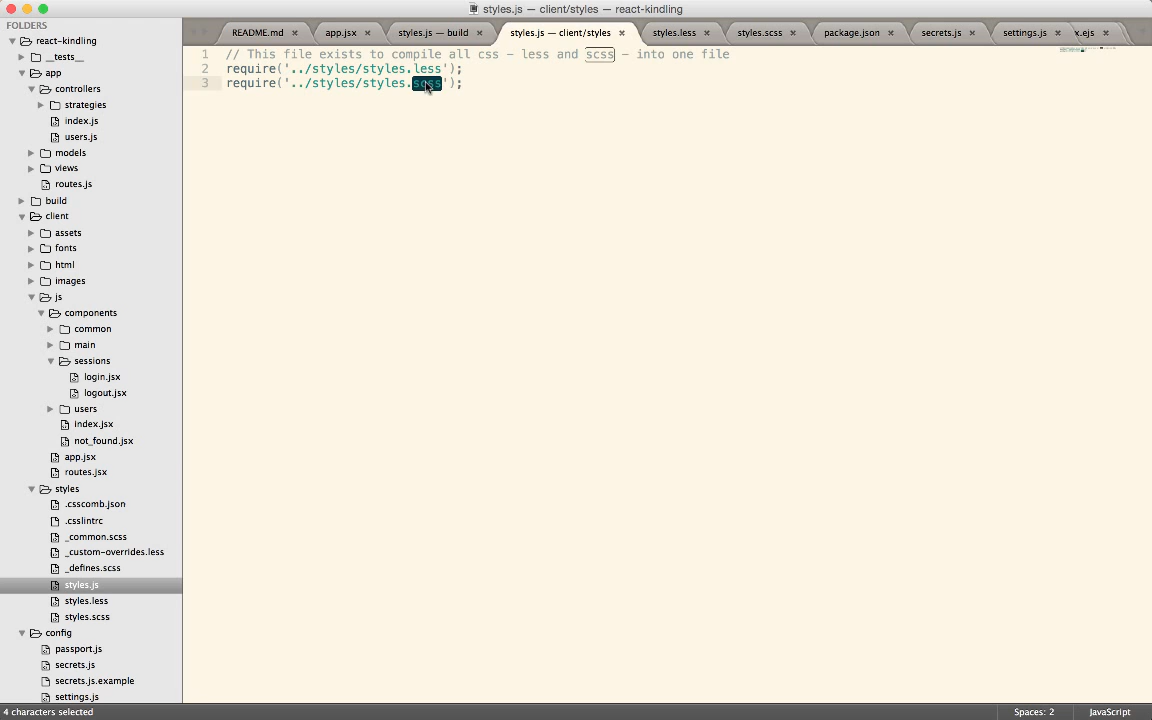 styles.js — client/styles — react-kindling
FOLDERS
react-kindling
__tests__
app
controllers
strategies
index.js
users.js
models
views
routes.js
build
client
assets
fonts
html
images
js
components
common
main
sessions
login.jsx
logout.jsx
users
index.jsx
not_found.jsx
app.jsx
routes.jsx
styles
.csscomb.json
.csslintrc
_common.scss
_custom-overrides.less
_defines.scss
styles.js
styles.less
styles.scss
config
passport.js
secrets.js
secrets.js.example
settings.js
README.md
app.jsx
styles.js — build
styles.js — client/styles
styles.less
styles.scss
package.json
secrets.js
settings.js
x.ejs
1 // This file exists to compile all css - less and scss - into one file
2 require('../styles/styles.less');
3 require('../styles/styles.scss');
4 characters selected
Spaces: 2
JavaScript